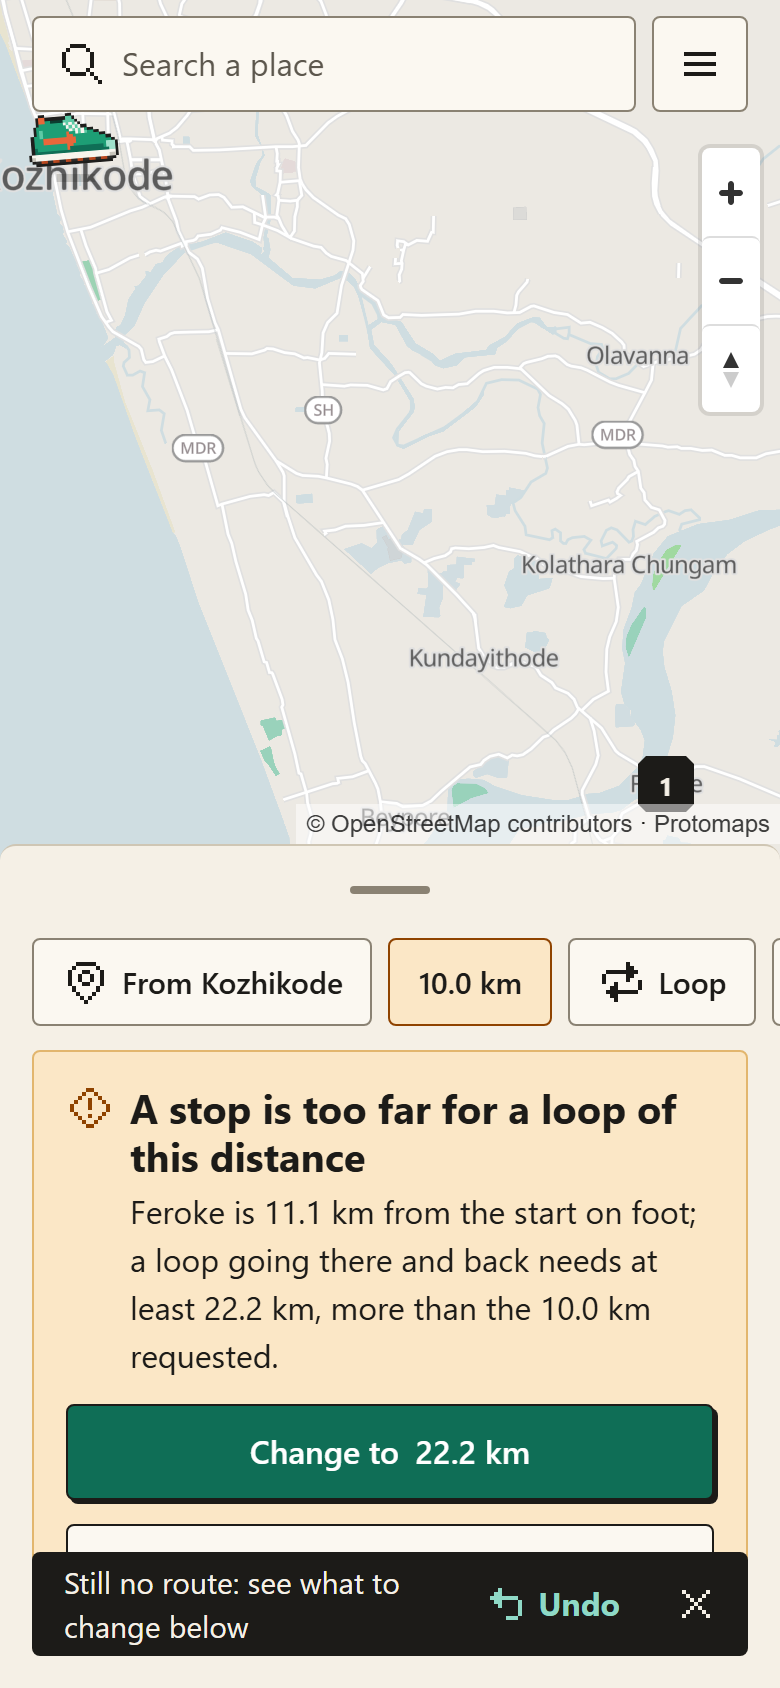 Search a place
ozhikode
Olavanna
SH
MDR
MDR
Kolathara Chungam
Kundayithode
1
© OpenStreetMap contributors · Protomaps
From Kozhikode
10.0 km
Loop
A stop is too far for a loop of
this distance
Feroke is 11.1 km from the start on foot;
a loop going there and back needs at
least 22.2 km, more than the 10.0 km
requested.
Change to 22.2 km
Still no route: see what to
change below
Undo